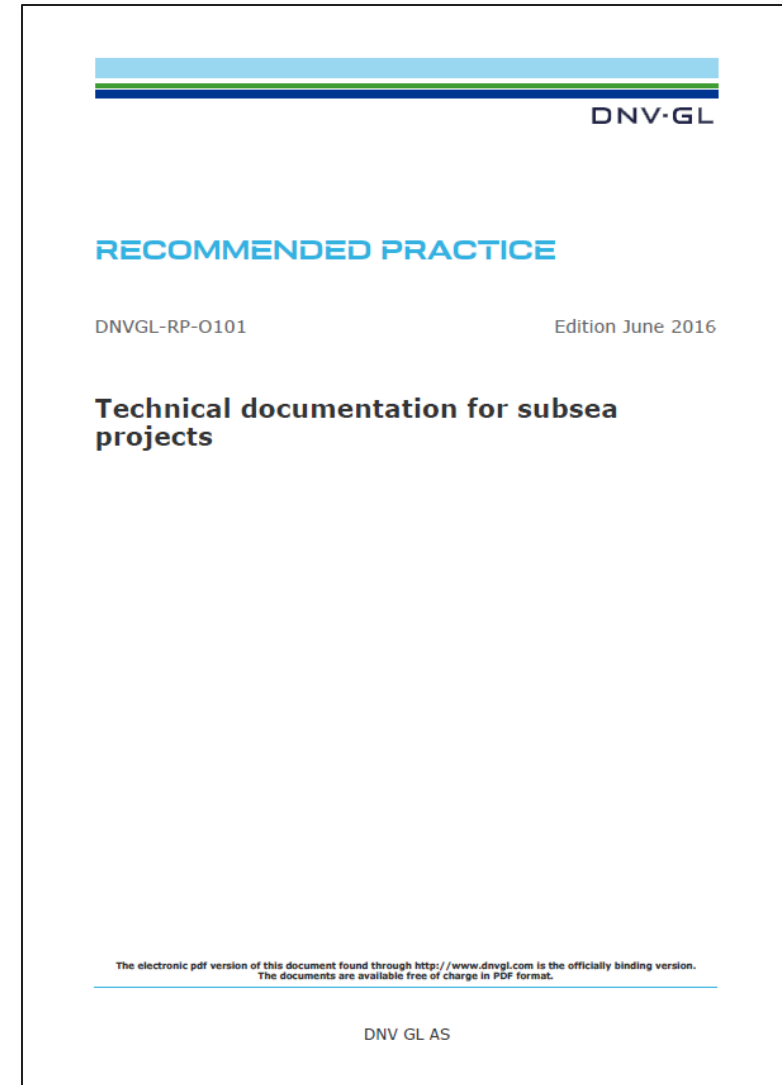 DNV·GL
RECOMMENDED PRACTICE
DNVGL-RP-O101 Edition June 2016
Technical documentation for subsea
projects
The electronic pdf version of this document found through http://www.dnvgl.com is the officially binding version.
The documents are available free of charge in PDF format.
DNV GL AS